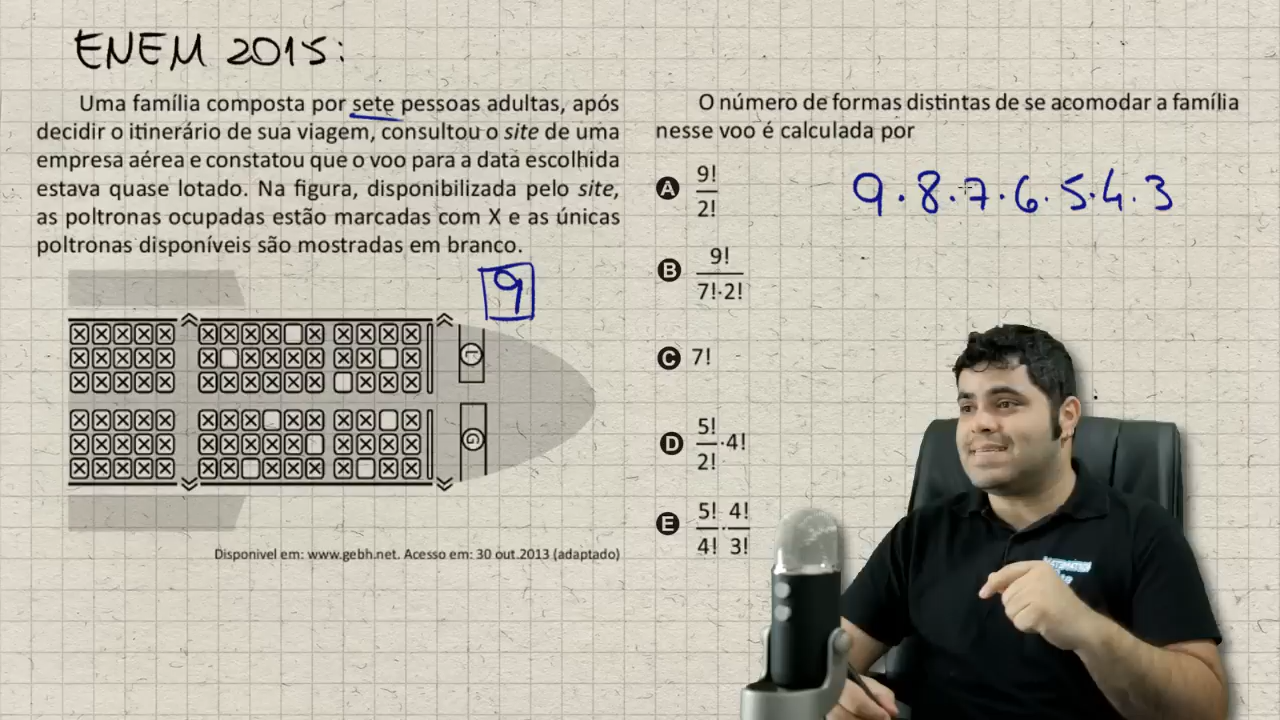 ENEM 2015:
Uma família composta por sete pessoas adultas, após
decidir o itinerário de sua viagem, consultou o site de uma
empresa aérea e constatou que o voo para a data escolhida
estava quase lotado. Na figura, disponibilizada pelo site,
as poltronas ocupadas estão marcadas com X e as únicas
poltronas disponíveis são mostradas em branco.
9
L
G
Disponivel em: www.gebh.net. Acesso em: 30 out.2013 (adaptado)
O número de formas distintas de se acomodar a família
nesse voo é calculada por
A 9!
2!
B 9!
7!·2!
C 7!
D 5!
2! ·4!
E 5! · 4!
4! 3!
9.8.7.6.5.4.3